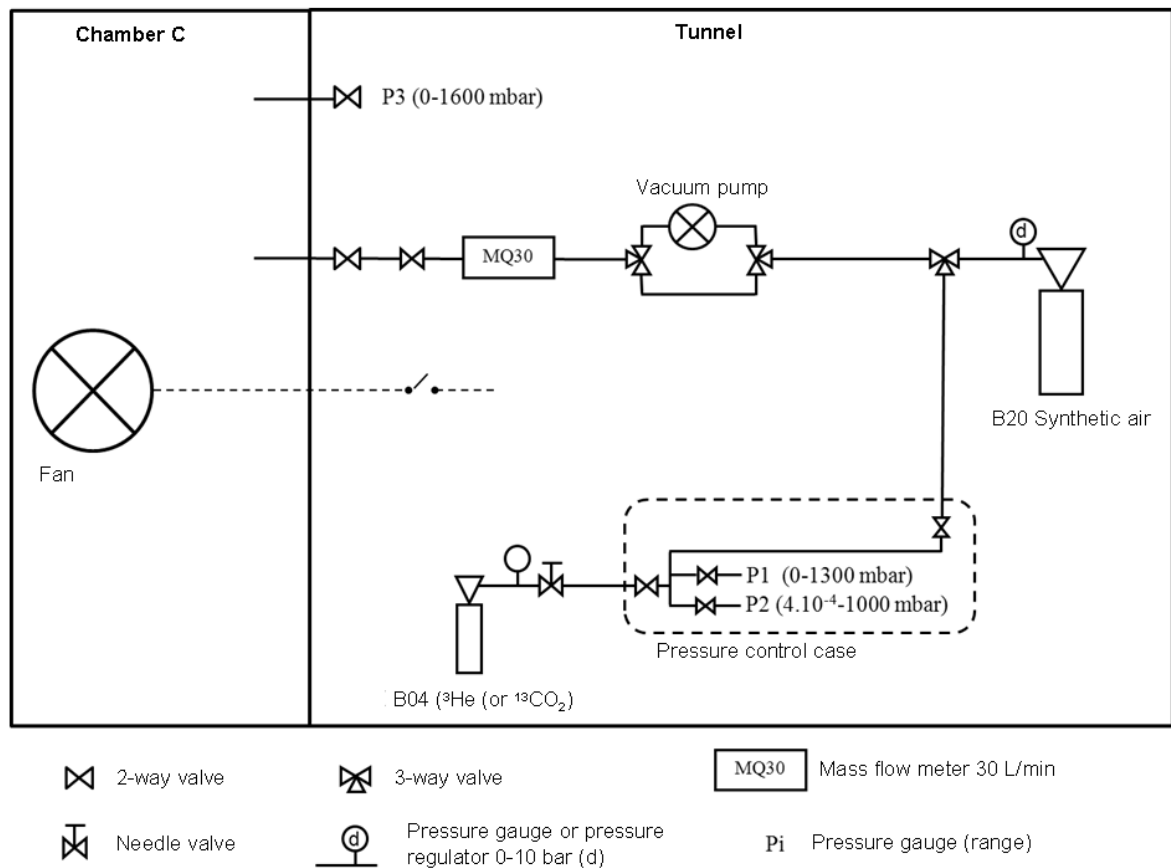 Chamber C
Tunnel
P3 (0-1600 mbar)
Vacuum pump
d
MQ30
B20 Synthetic air
Fan
P1 (0-1300 mbar)
P2 (4.10⁻⁴-1000 mbar)
Pressure control case
B04 (³He (or ¹³CO₂)
2-way valve
3-way valve
MQ30
Mass flow meter 30 L/min
Needle valve
d
Pressure gauge or pressure
regulator 0-10 bar (d)
Pi
Pressure gauge (range)